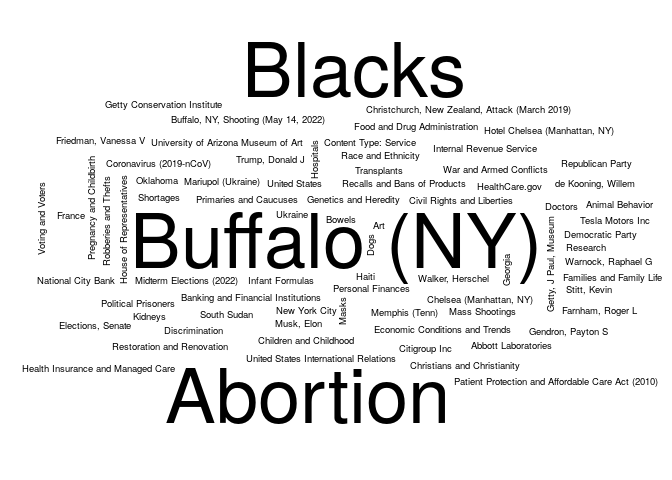 Blacks
Getty Conservation Institute
Christchurch, New Zealand, Attack (March 2019)
Buffalo, NY, Shooting (May 14, 2022)
Food and Drug Administration
Hotel Chelsea (Manhattan, NY)
Friedman, Vanessa V
University of Arizona Museum of Art
Hospitals
Content Type: Service
Internal Revenue Service
Race and Ethnicity
Coronavirus (2019-nCoV)
Trump, Donald J
Transplants
War and Armed Conflicts
Republican Party
Pregnancy and Childbirth
Robberies and Thefts
House of Representatives
Oklahoma
Mariupol (Ukraine)
United States
Recalls and Bans of Products
HealthCare.gov
de Kooning, Willem
Voting and Voters
Shortages
Primaries and Caucuses
Genetics and Heredity
Civil Rights and Liberties
Doctors
Animal Behavior
France
Ukraine
Bowels
Art
Tesla Motors Inc
Buffalo (NY)
Dogs
Georgia
Getty, J Paul, Museum
Democratic Party
Research
Warnock, Raphael G
National City Bank
Midterm Elections (2022)
Infant Formulas
Haiti
Walker, Herschel
Families and Family Life
Personal Finances
Stitt, Kevin
Political Prisoners
Banking and Financial Institutions
Masks
Chelsea (Manhattan, NY)
Kidneys
South Sudan
New York City
Memphis (Tenn)
Mass Shootings
Farnham, Roger L
Elections, Senate
Discrimination
Musk, Elon
Economic Conditions and Trends
Gendron, Payton S
Restoration and Renovation
Children and Childhood
Citigroup Inc
Abbott Laboratories
United States International Relations
Christians and Christianity
Health Insurance and Managed Care
Abortion
Patient Protection and Affordable Care Act (2010)